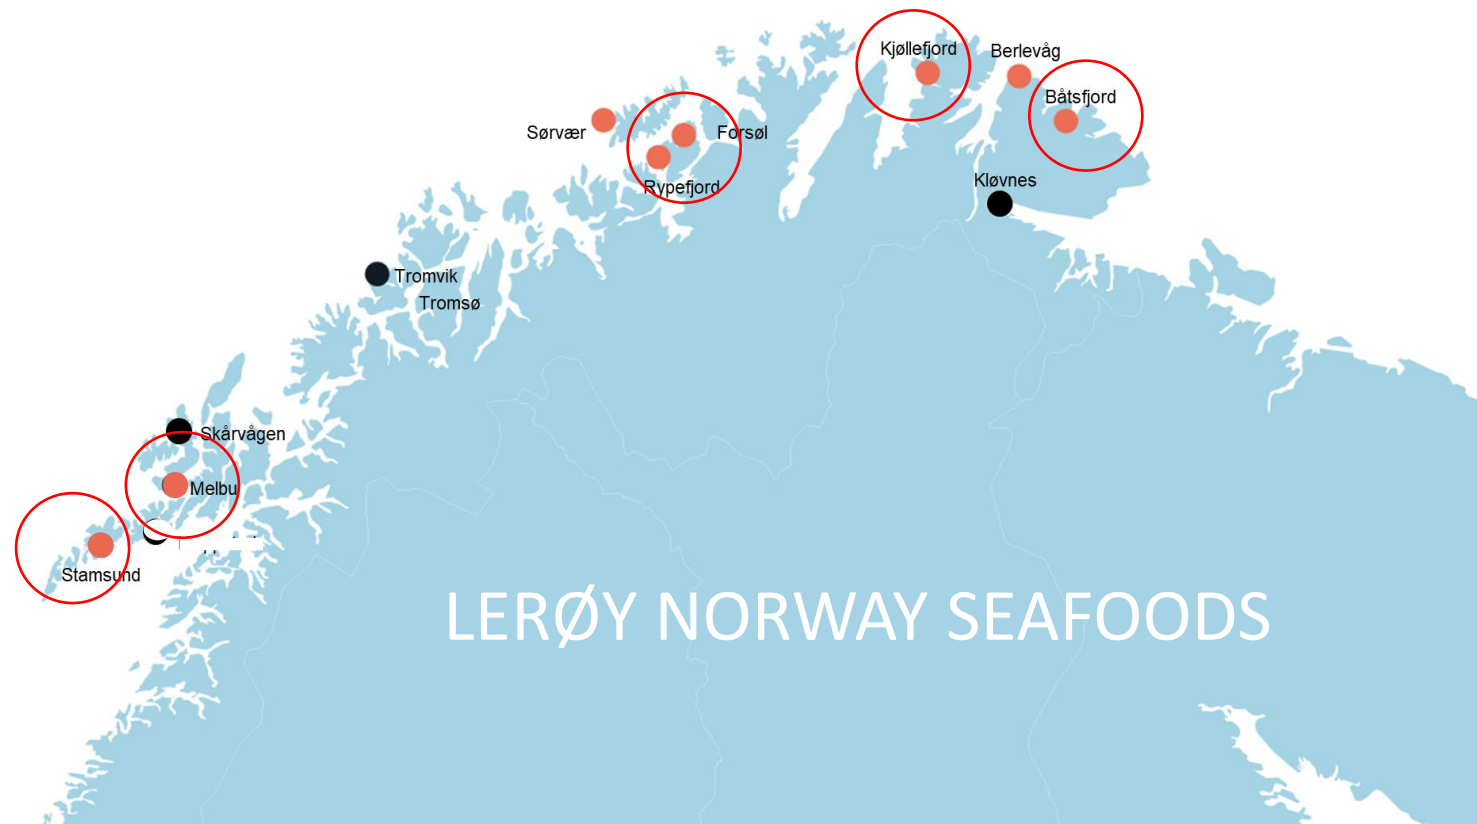 Kjøllefjord
Berlevåg
Båtsfjord
Sørvær
Forsøl
Rypefjord
Kløvnes
Tromvik
Tromsø
Skårvågen
Melbu
Stamsund
LERØY NORWAY SEAFOODS